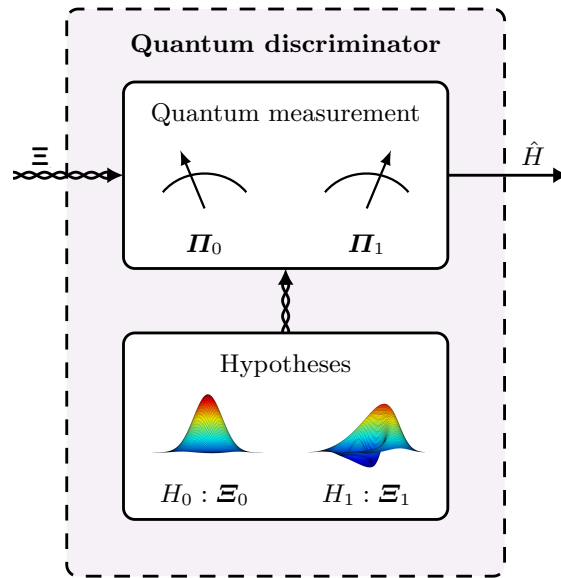 Quantum discriminator
Quantum measurement
Ξ Ĥ
Π₀ Π₁
Hypotheses
H₀ : Ξ₀ H₁ : Ξ₁